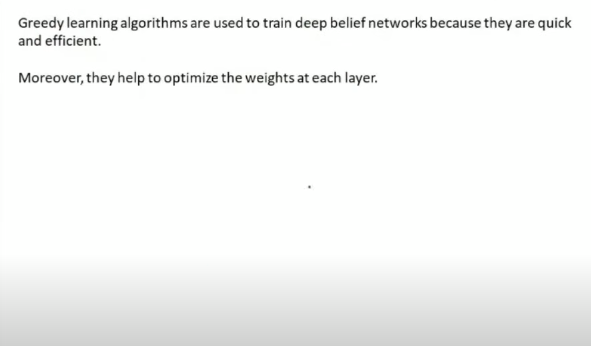 Greedy learning algorithms are used to train deep belief networks because they are quick
and efficient.
Moreover, they help to optimize the weights at each layer.